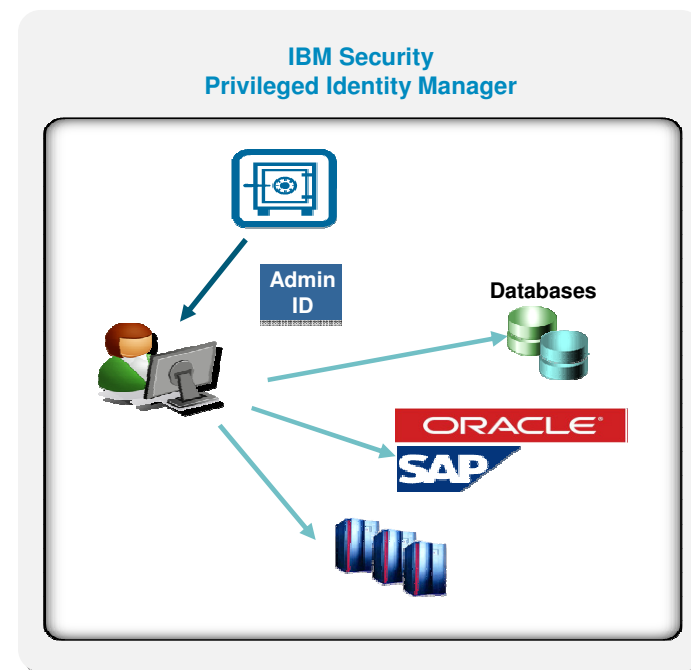 IBM Security
Privileged Identity Manager
Admin
ID
Databases
ORACLE®
SAP